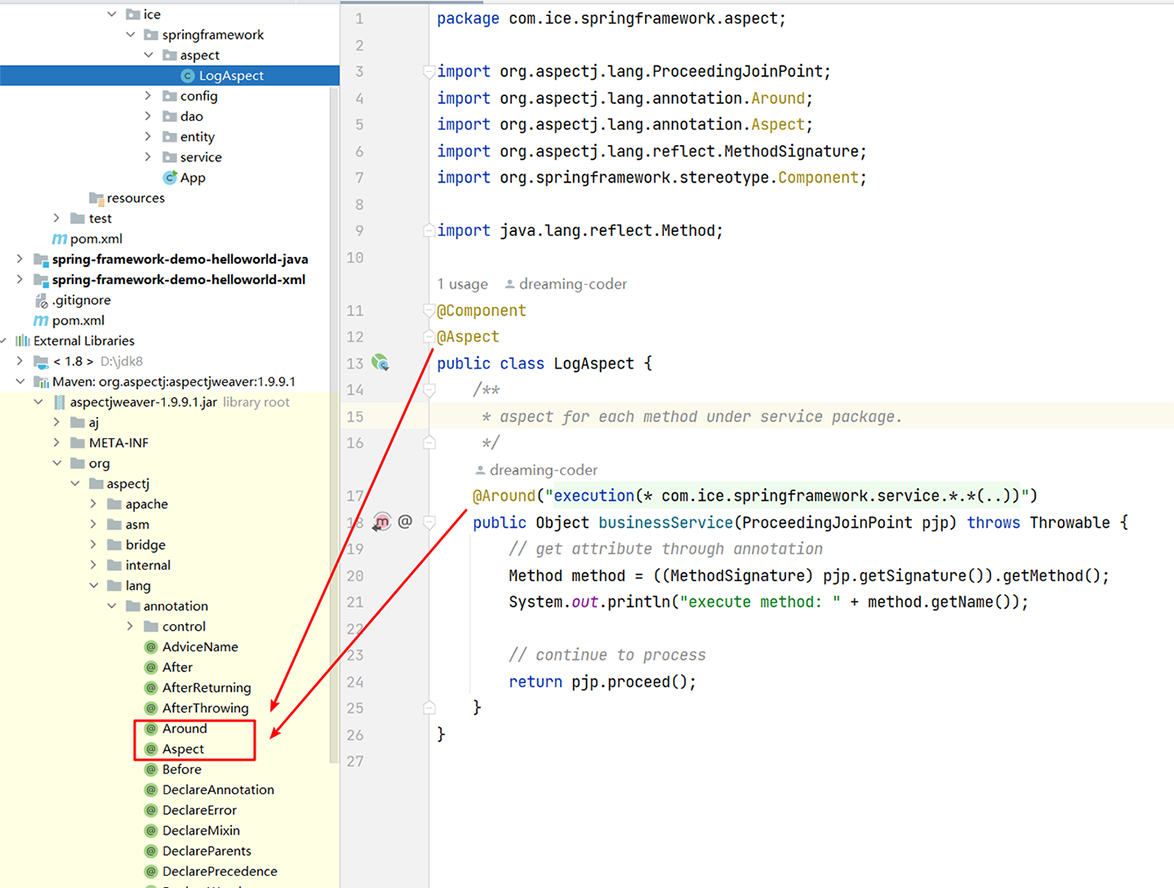 ice
springframework
aspect
LogAspect
config
dao
entity
service
App
resources
test
pom.xml
spring-framework-demo-helloworld-java
spring-framework-demo-helloworld-xml
.gitignore
pom.xml
External Libraries
< 1.8 > D:\jdk8
Maven: org.aspectj:aspectjweaver:1.9.9.1
aspectjweaver-1.9.9.1.jar library root
aj
META-INF
org
aspectj
apache
asm
bridge
internal
lang
annotation
control
AdviceName
After
AfterReturning
AfterThrowing
Around
Aspect
Before
DeclareAnnotation
DeclareError
DeclareMixin
DeclareParents
DeclarePrecedence
1 package com.ice.springframework.aspect;
2
3 import org.aspectj.lang.ProceedingJoinPoint;
4 import org.aspectj.lang.annotation.Around;
5 import org.aspectj.lang.annotation.Aspect;
6 import org.aspectj.lang.reflect.MethodSignature;
7 import org.springframework.stereotype.Component;
8
9 import java.lang.reflect.Method;
10
1 usage dreaming-coder
11 @Component
12 @Aspect
13 public class LogAspect {
14 /**
15 * aspect for each method under service package.
16 */
dreaming-coder
17 @Around("execution(* com.ice.springframework.service.*.*(..))")
18 public Object businessService(ProceedingJoinPoint pjp) throws Throwable {
19 // get attribute through annotation
20 Method method = ((MethodSignature) pjp.getSignature()).getMethod();
21 System.out.println("execute method: " + method.getName());
22
23 // continue to process
24 return pjp.proceed();
25 }
26 }
27